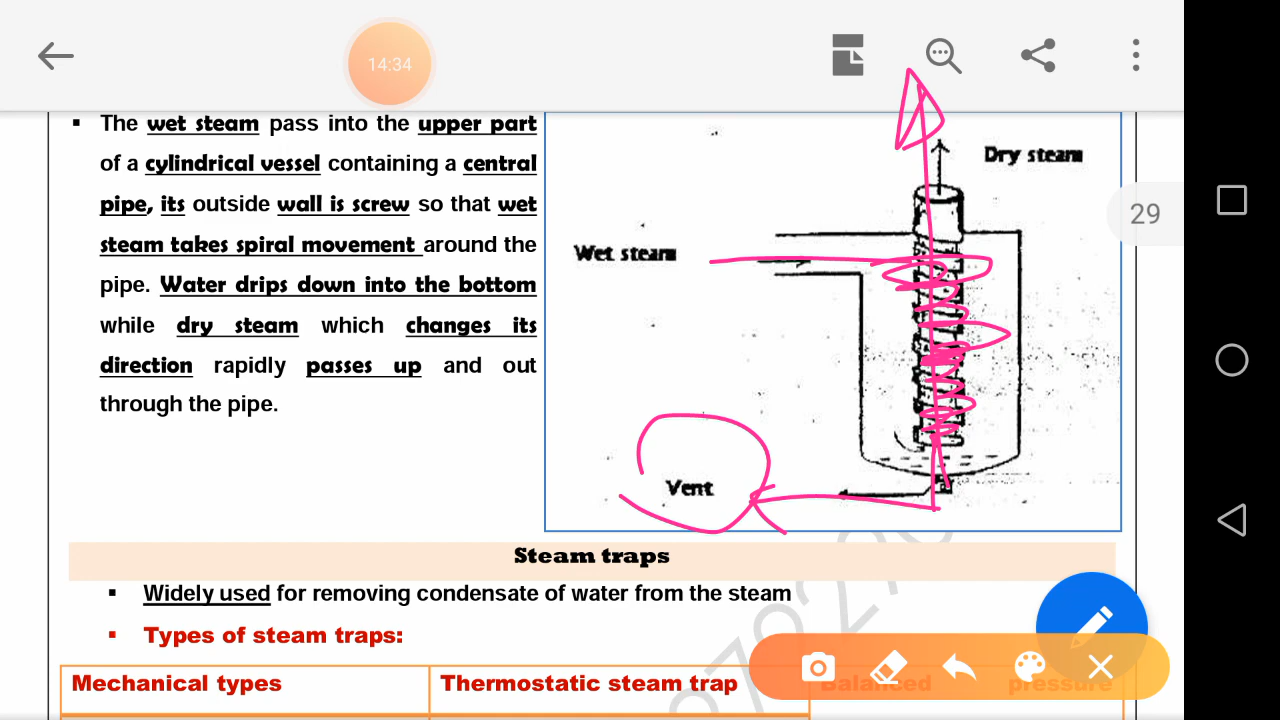 14:34
The wet steam pass into the upper part
of a cylindrical vessel containing a central
pipe, its outside wall is screw so that wet
steam takes spiral movement around the
pipe. Water drips down into the bottom
while dry steam which changes its
direction rapidly passes up and out
through the pipe.
Dry steam
Wet steam
Vent
29
Steam traps
Widely used for removing condensate of water from the steam
Types of steam traps:
Mechanical types
Thermostatic steam trap
Balanced pressure